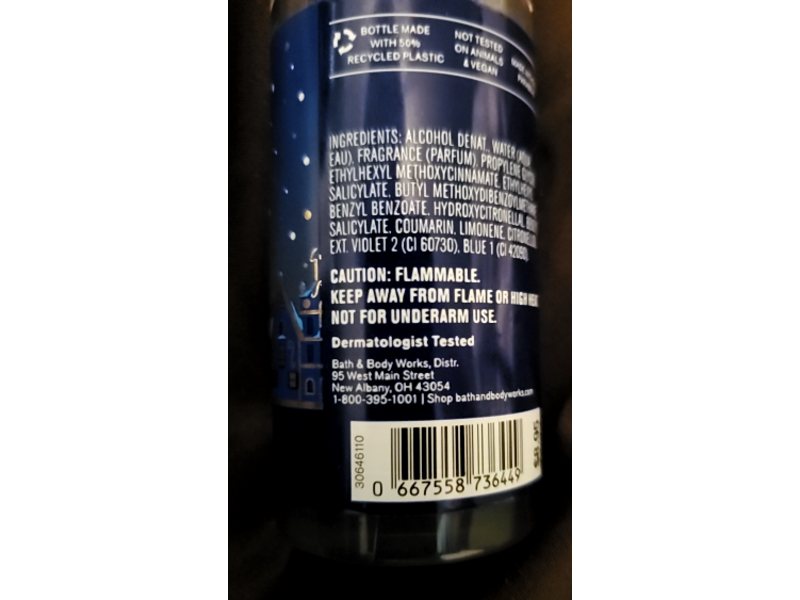 BOTTLE MADE
WITH 50%
RECYCLED PLASTIC
NOT TESTED
ON ANIMALS
& VEGAN
INGREDIENTS: ALCOHOL DENAT., WATER
EAU), FRAGRANCE (PARFUM), PROPYLENE
ETHYLHEXYL METHOXYCINNAMATE,
SALICYLATE, BUTYL
BENZYL BENZOATE, HYDROXYCITRONELLAL,
SALICYLATE, COUMARIN, LIMONENE,
EXT. VIOLET 2 (CI 60730), BLUE 1 (CI 42090)
CAUTION: FLAMMABLE.
KEEP AWAY FROM FLAME OR HIGH HEAT
NOT FOR UNDERARM USE.
Dermatologist Tested
Bath & Body Works, Distr.
95 West Main Street
New Albany, OH 43054
1-800-395-1001 | Shop bathandbodyworks.com
30646110
$8.95
0 667558 736449